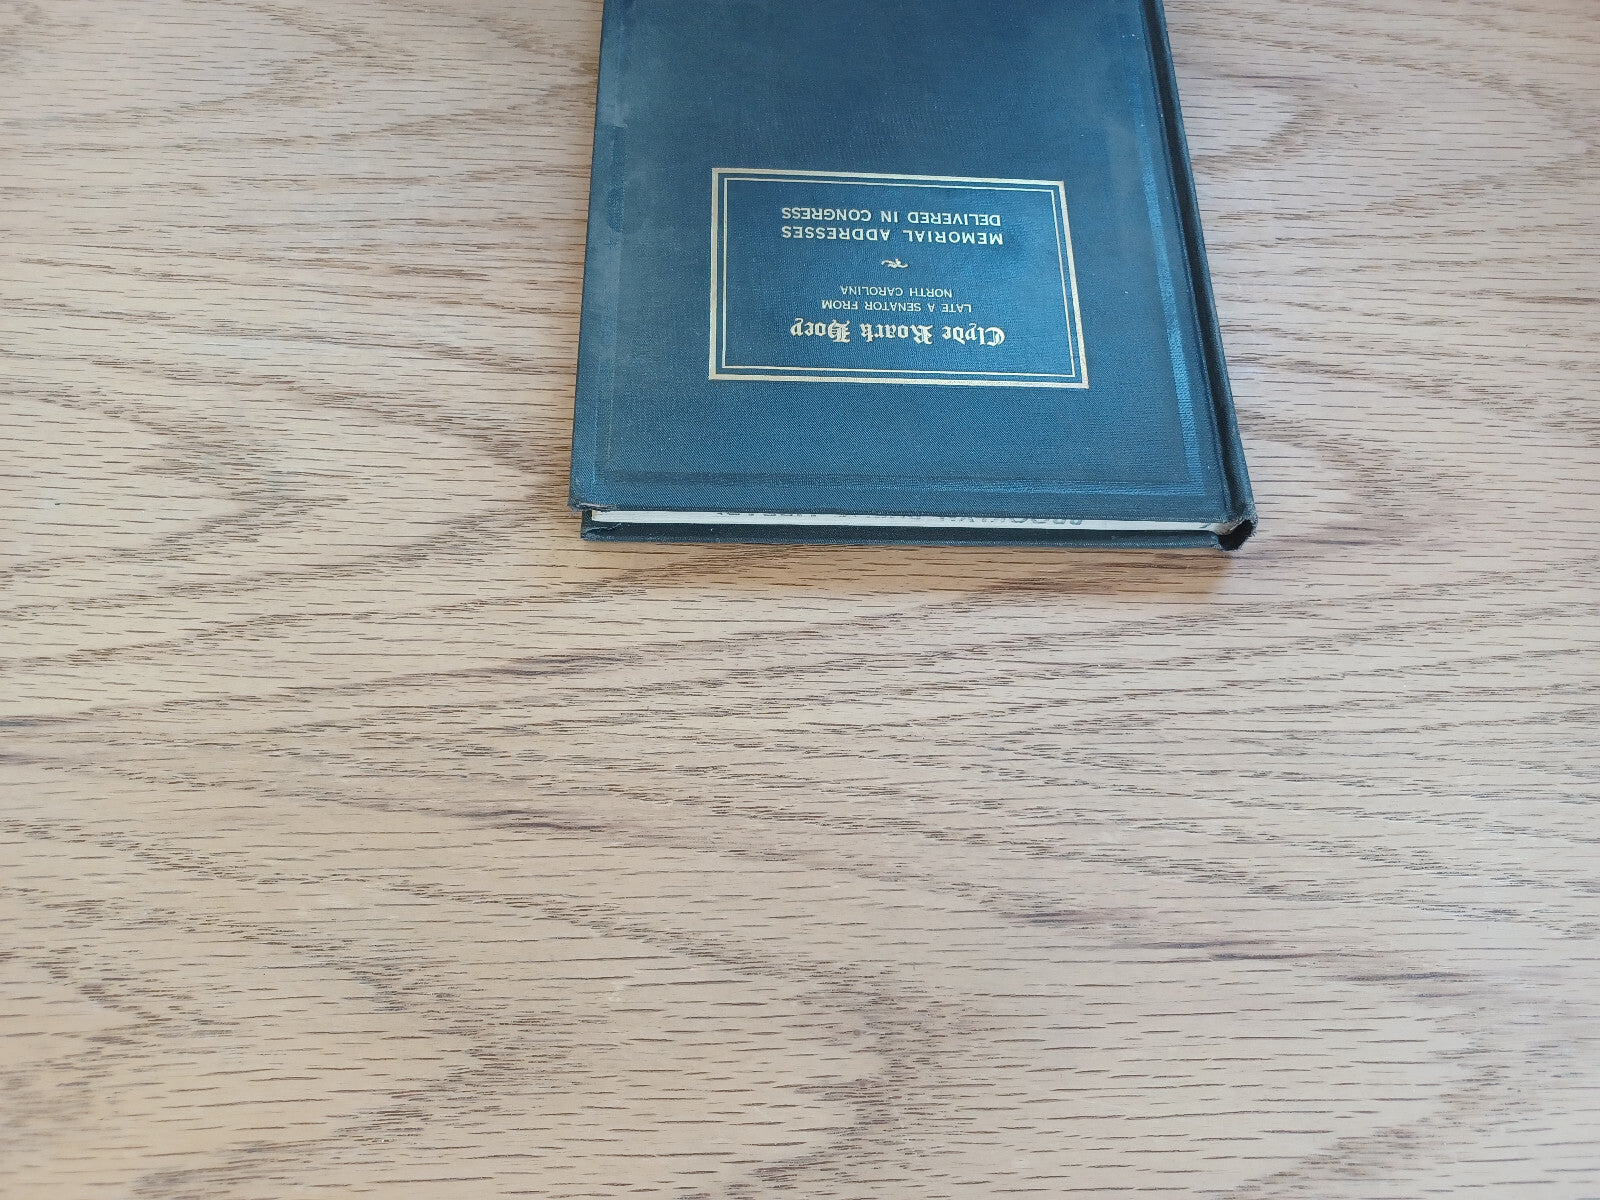 Clyde Roark Hoey
LATE A SENATOR FROM
NORTH CAROLINA
MEMORIAL ADDRESSES
DELIVERED IN CONGRESS